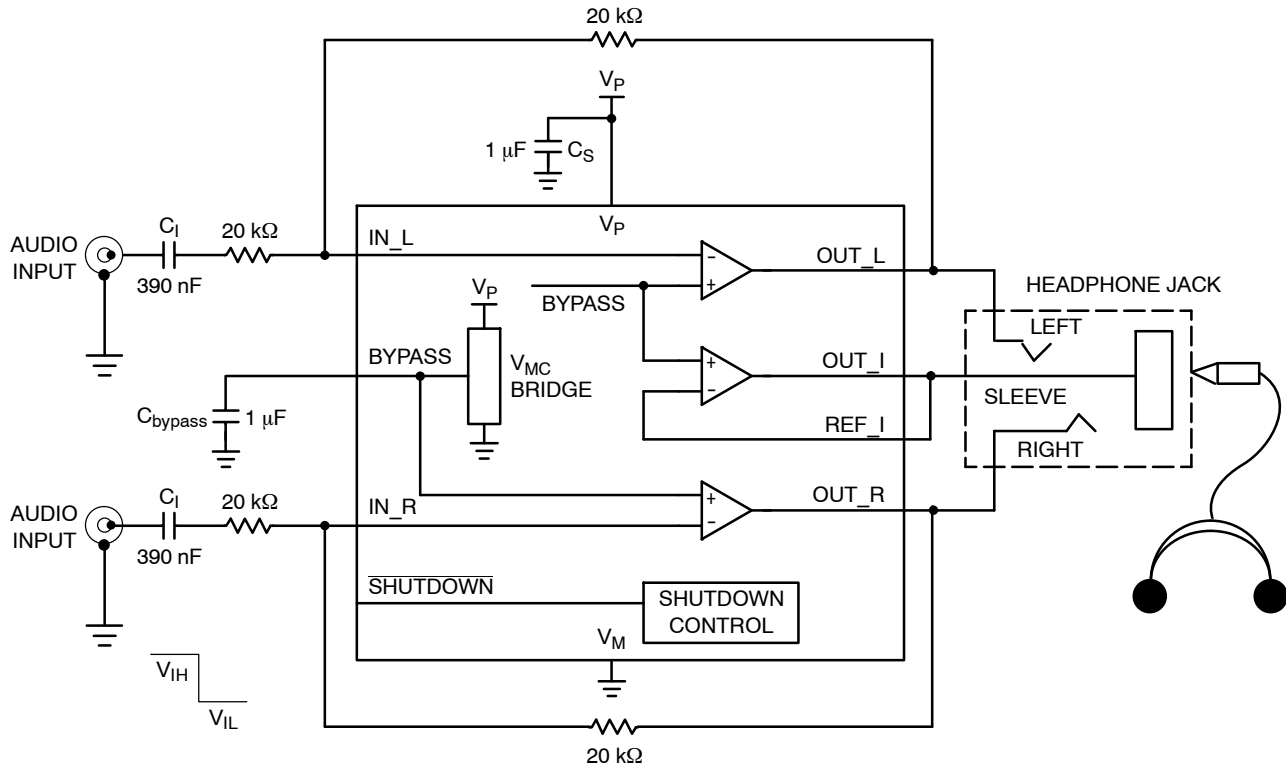 20 kΩ
V_P
1 μF
C_S
V_P
C_I
20 kΩ
AUDIO
INPUT
390 nF
IN_L
−
+
OUT_L
BYPASS
HEADPHONE JACK
LEFT
V_P
BYPASS
V_MC
BRIDGE
+
−
OUT_I
SLEEVE
C_bypass
1 μF
REF_I
RIGHT
C_I
20 kΩ
AUDIO
INPUT
390 nF
IN_R
+
−
OUT_R
SHUTDOWN
SHUTDOWN
CONTROL
V_M
V_IH
V_IL
20 kΩ